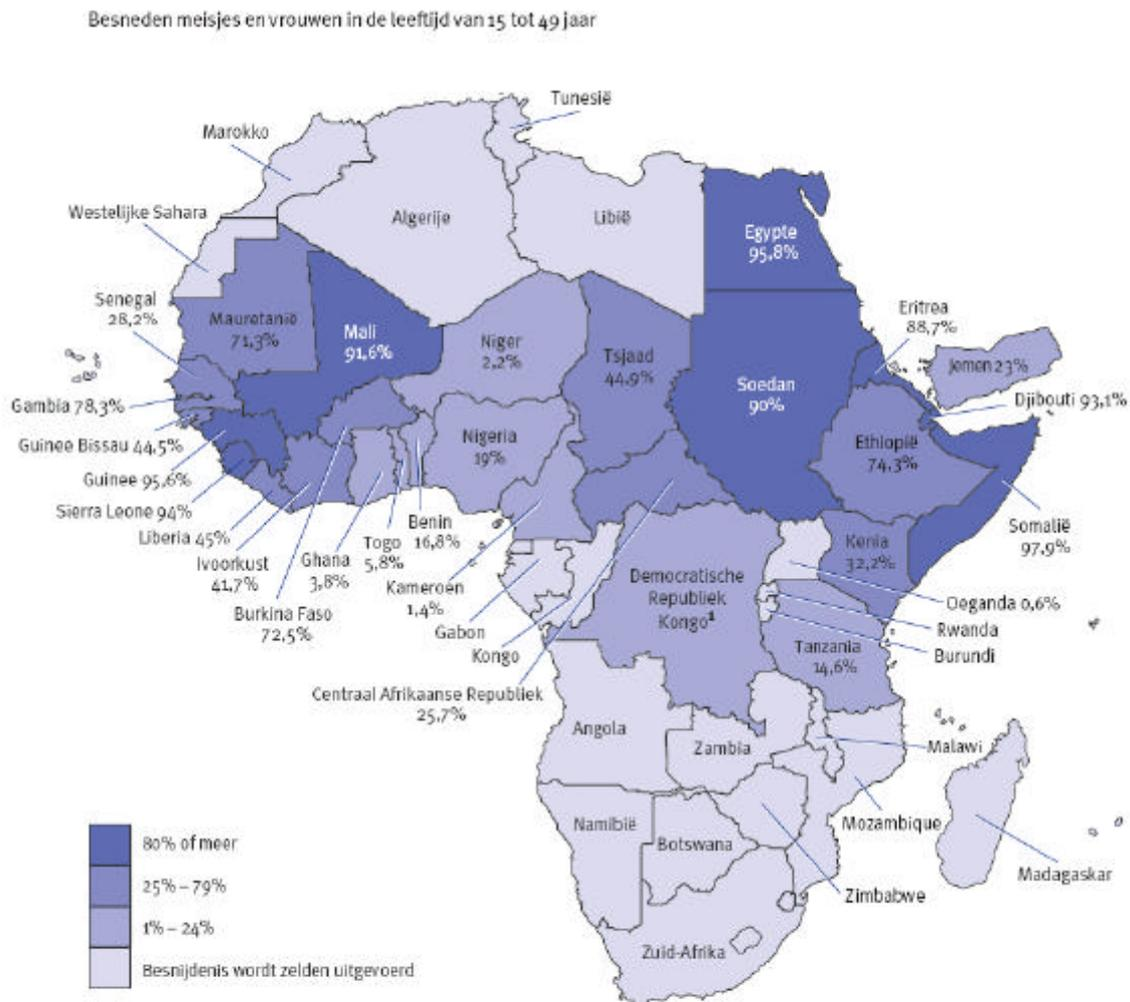 Besneden meisjes en vrouwen in de leeftijd van 15 tot 49 jaar
Tunesië
Marokko
Westelijke Sahara
Algerije
Libië
Egypte
95,8%
Senegal
28,2%
Mauretanië
71,3%
Mali
91,6%
Niger
2,2%
Tsjaad
44,9%
Soedan
90%
Eritrea
88,7%
Jemen 23%
Djibouti 93,1%
Gambia 78,3%
Guinee Bissau 44,5%
Guinee 95,6%
Sierra Leone 94%
Liberia 45%
Ivoorkust
41,7%
Burkina Faso
72,5%
Ghana
3,8%
Togo
5,8%
Benin
16,8%
Nigeria
19%
Kameroen
1,4%
Gabon
Kongo
Centraal Afrikaanse Republiek
25,7%
Ethiopië
74,3%
Somalië
97,9%
Kenia
32,2%
Democratische
Republiek
Kongo¹
Oeganda 0,6%
Rwanda
Burundi
Tanzania
14,6%
Angola
Zambia
Malawi
Mozambique
Namibië
Botswana
Zimbabwe
Madagaskar
Zuid-Afrika
80% of meer
25% – 79%
1% – 24%
Besnijdenis wordt zelden uitgevoerd